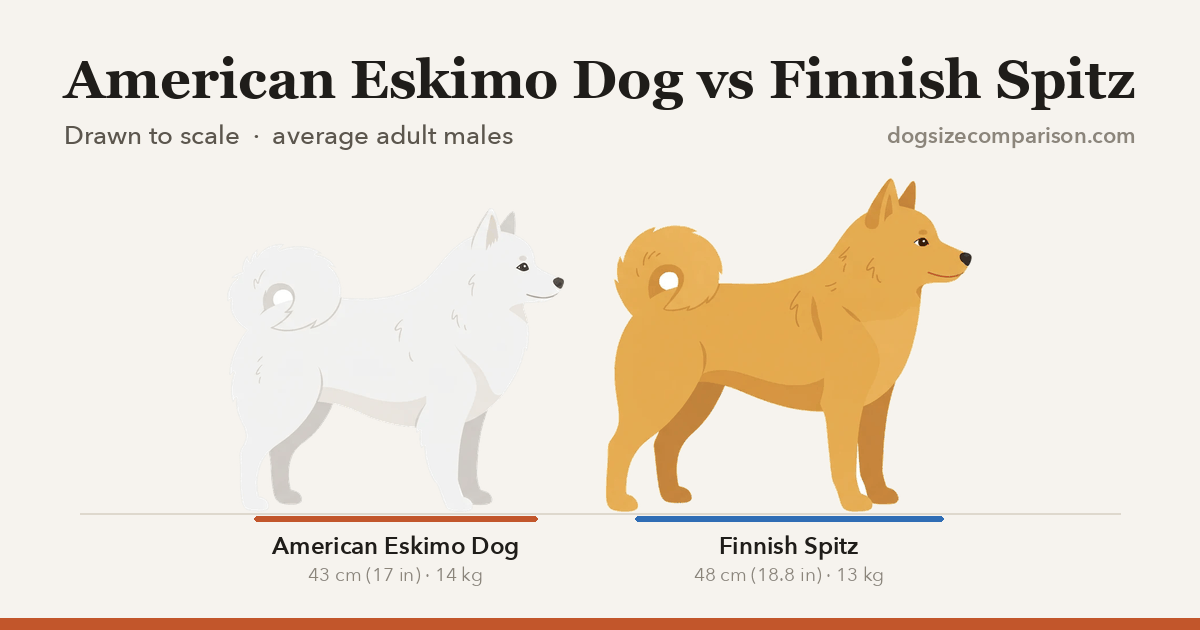 American Eskimo Dog vs Finnish Spitz
Drawn to scale · average adult males
dogsizecomparison.com
American Eskimo Dog
43 cm (17 in) · 14 kg
Finnish Spitz
48 cm (18.8 in) · 13 kg